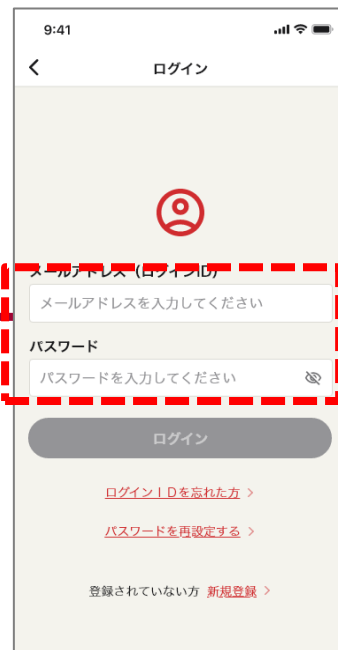 9:41
ログイン
メールアドレス（ログインID）
メールアドレスを入力してください
パスワード
パスワードを入力してください
ログイン
ログインＩＤを忘れた方 >
パスワードを再設定する >
登録されていない方 新規登録 >